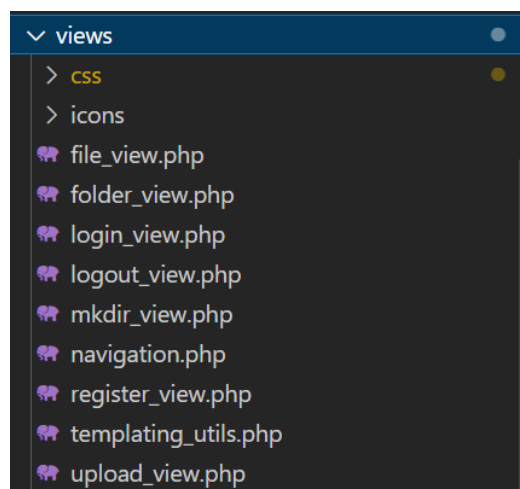 views
css
icons
file_view.php
folder_view.php
login_view.php
logout_view.php
mkdir_view.php
navigation.php
register_view.php
templating_utils.php
upload_view.php